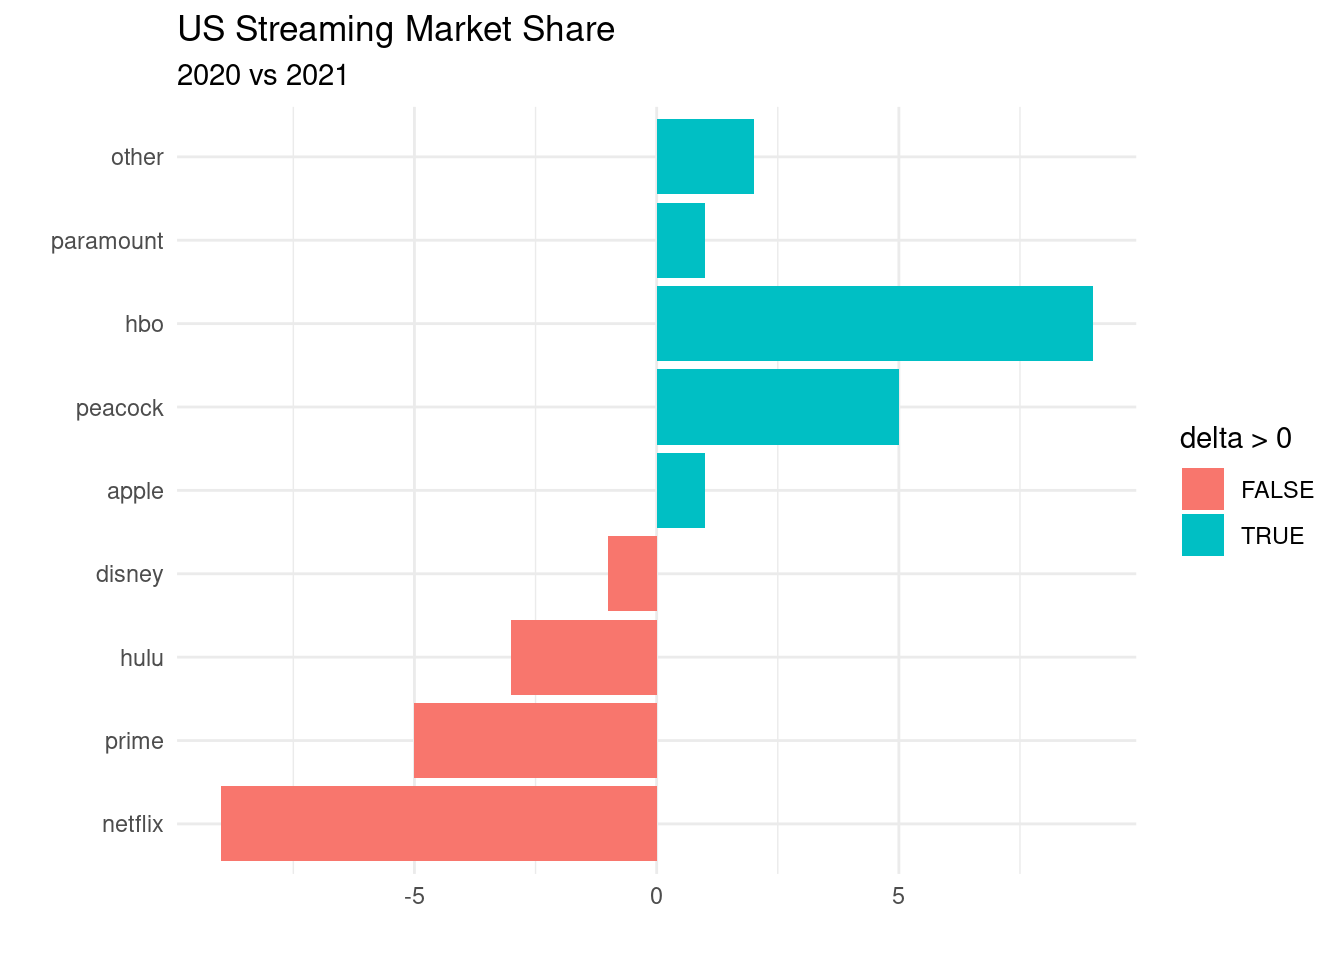 US Streaming Market Share
2020 vs 2021
other
paramount
hbo
peacock
apple
disney
hulu
prime
netflix
-5
0
5
delta > 0
FALSE
TRUE